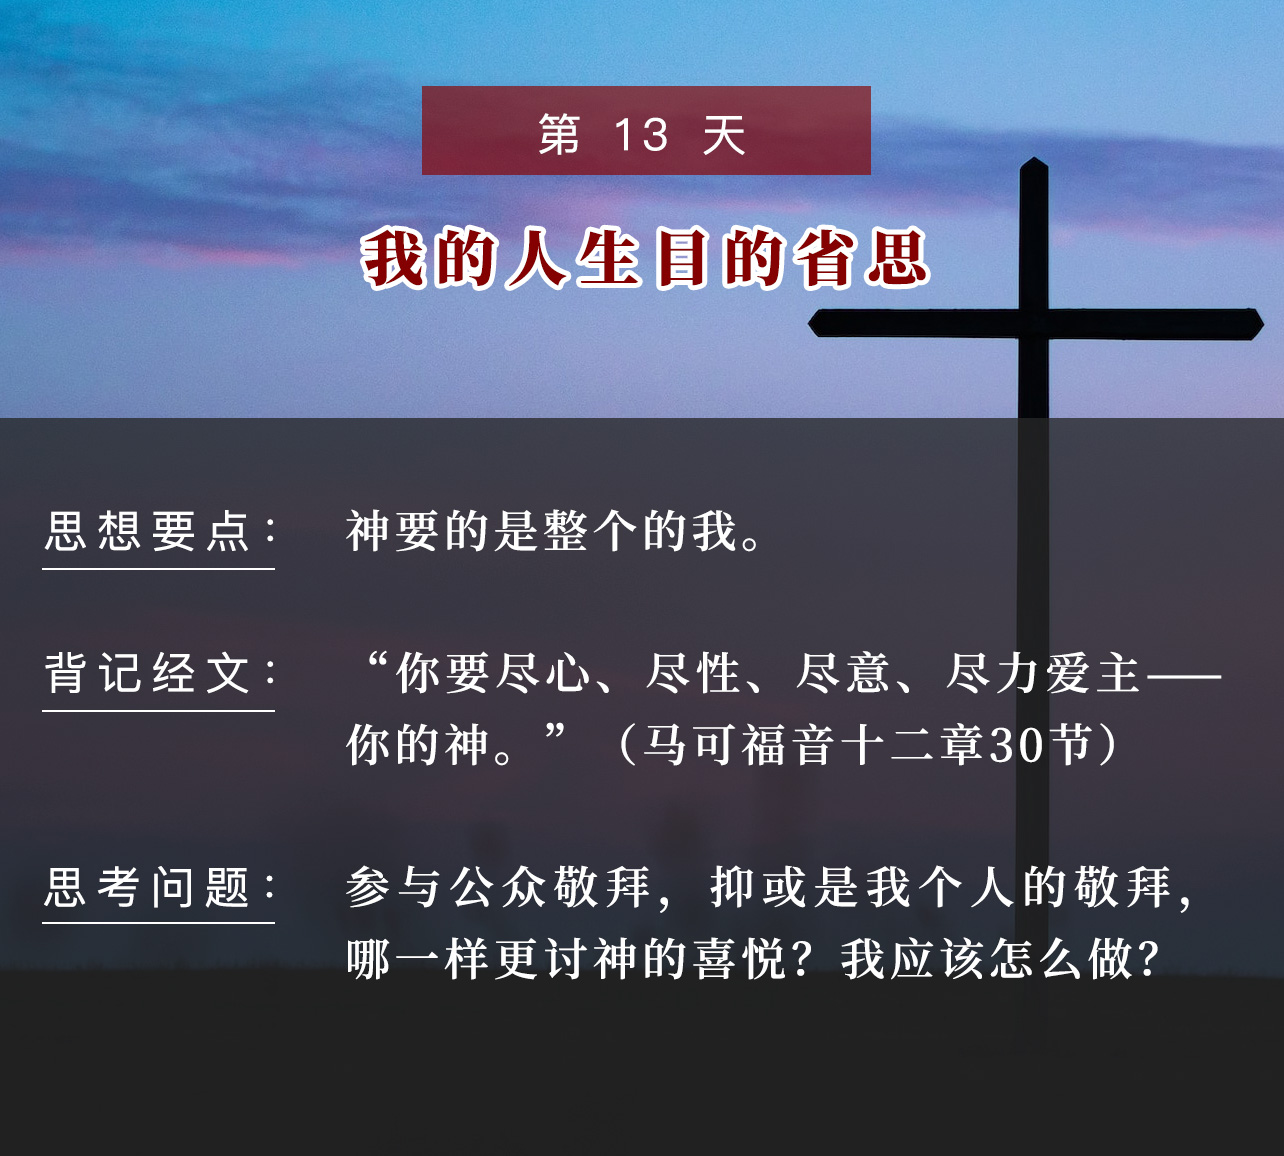 第 13 天
我的人生目的省思
思想要点： 神要的是整个的我。
背记经文： “你要尽心、尽性、尽意、尽力爱主——
你的神。”（马可福音十二章30节）
思考问题： 参与公众敬拜，抑或是我个人的敬拜，
哪一样更讨神的喜悦？我应该怎么做？